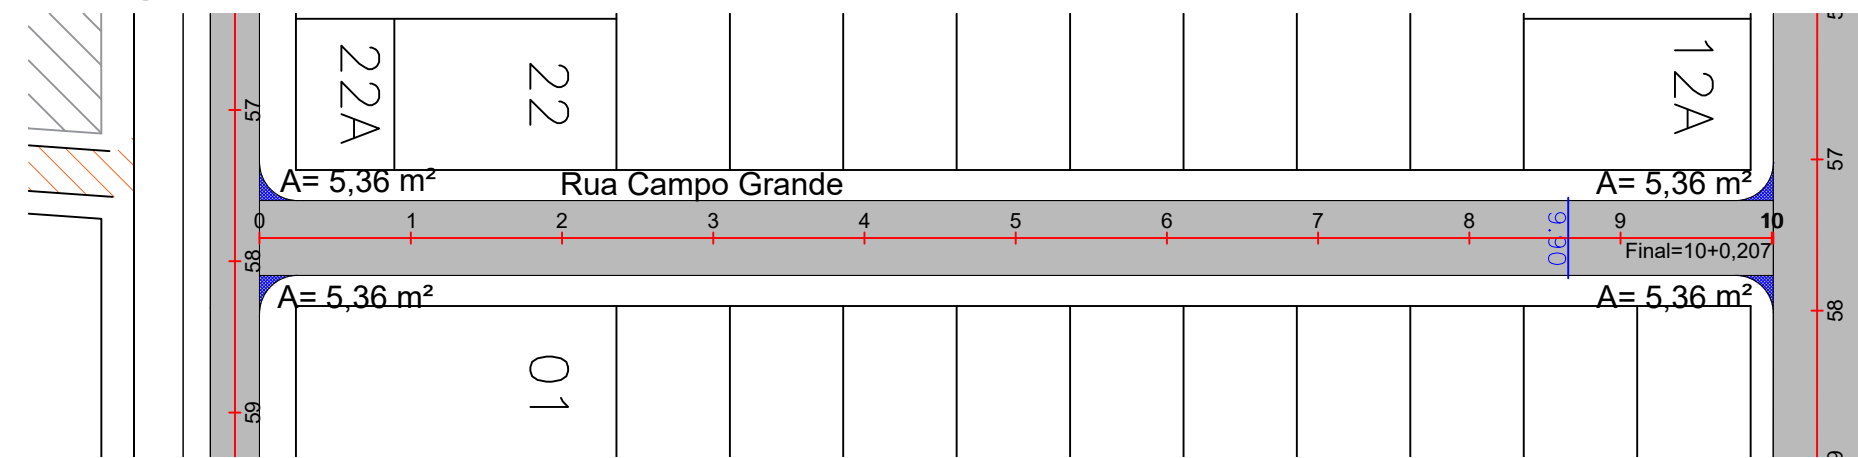 22A
22
12A
57
57
A= 5,36 m²
Rua Campo Grande
A= 5,36 m²
0 1 2 3 4 5 6 7 8 9 10
9.90
Final=10+0,207
58
A= 5,36 m²
A= 5,36 m²
58
01
59